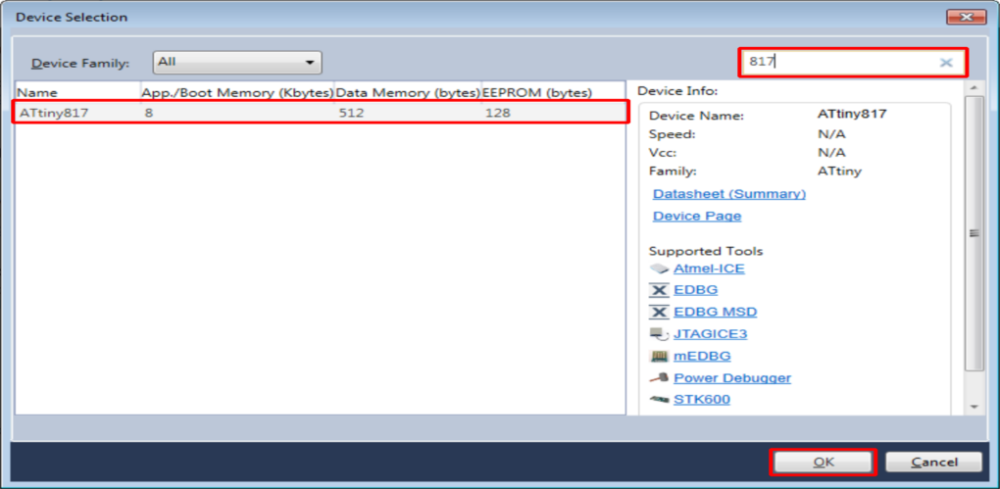 Device Selection
Device Family: All 817
Name App./Boot Memory (Kbytes) Data Memory (bytes) EEPROM (bytes)
ATtiny817 8 512 128
Device Info:
Device Name: ATtiny817
Speed: N/A
Vcc: N/A
Family: ATtiny
Datasheet (Summary)
Device Page
Supported Tools
Atmel-ICE
EDBG
EDBG MSD
JTAGICE3
mEDBG
Power Debugger
STK600
OK Cancel